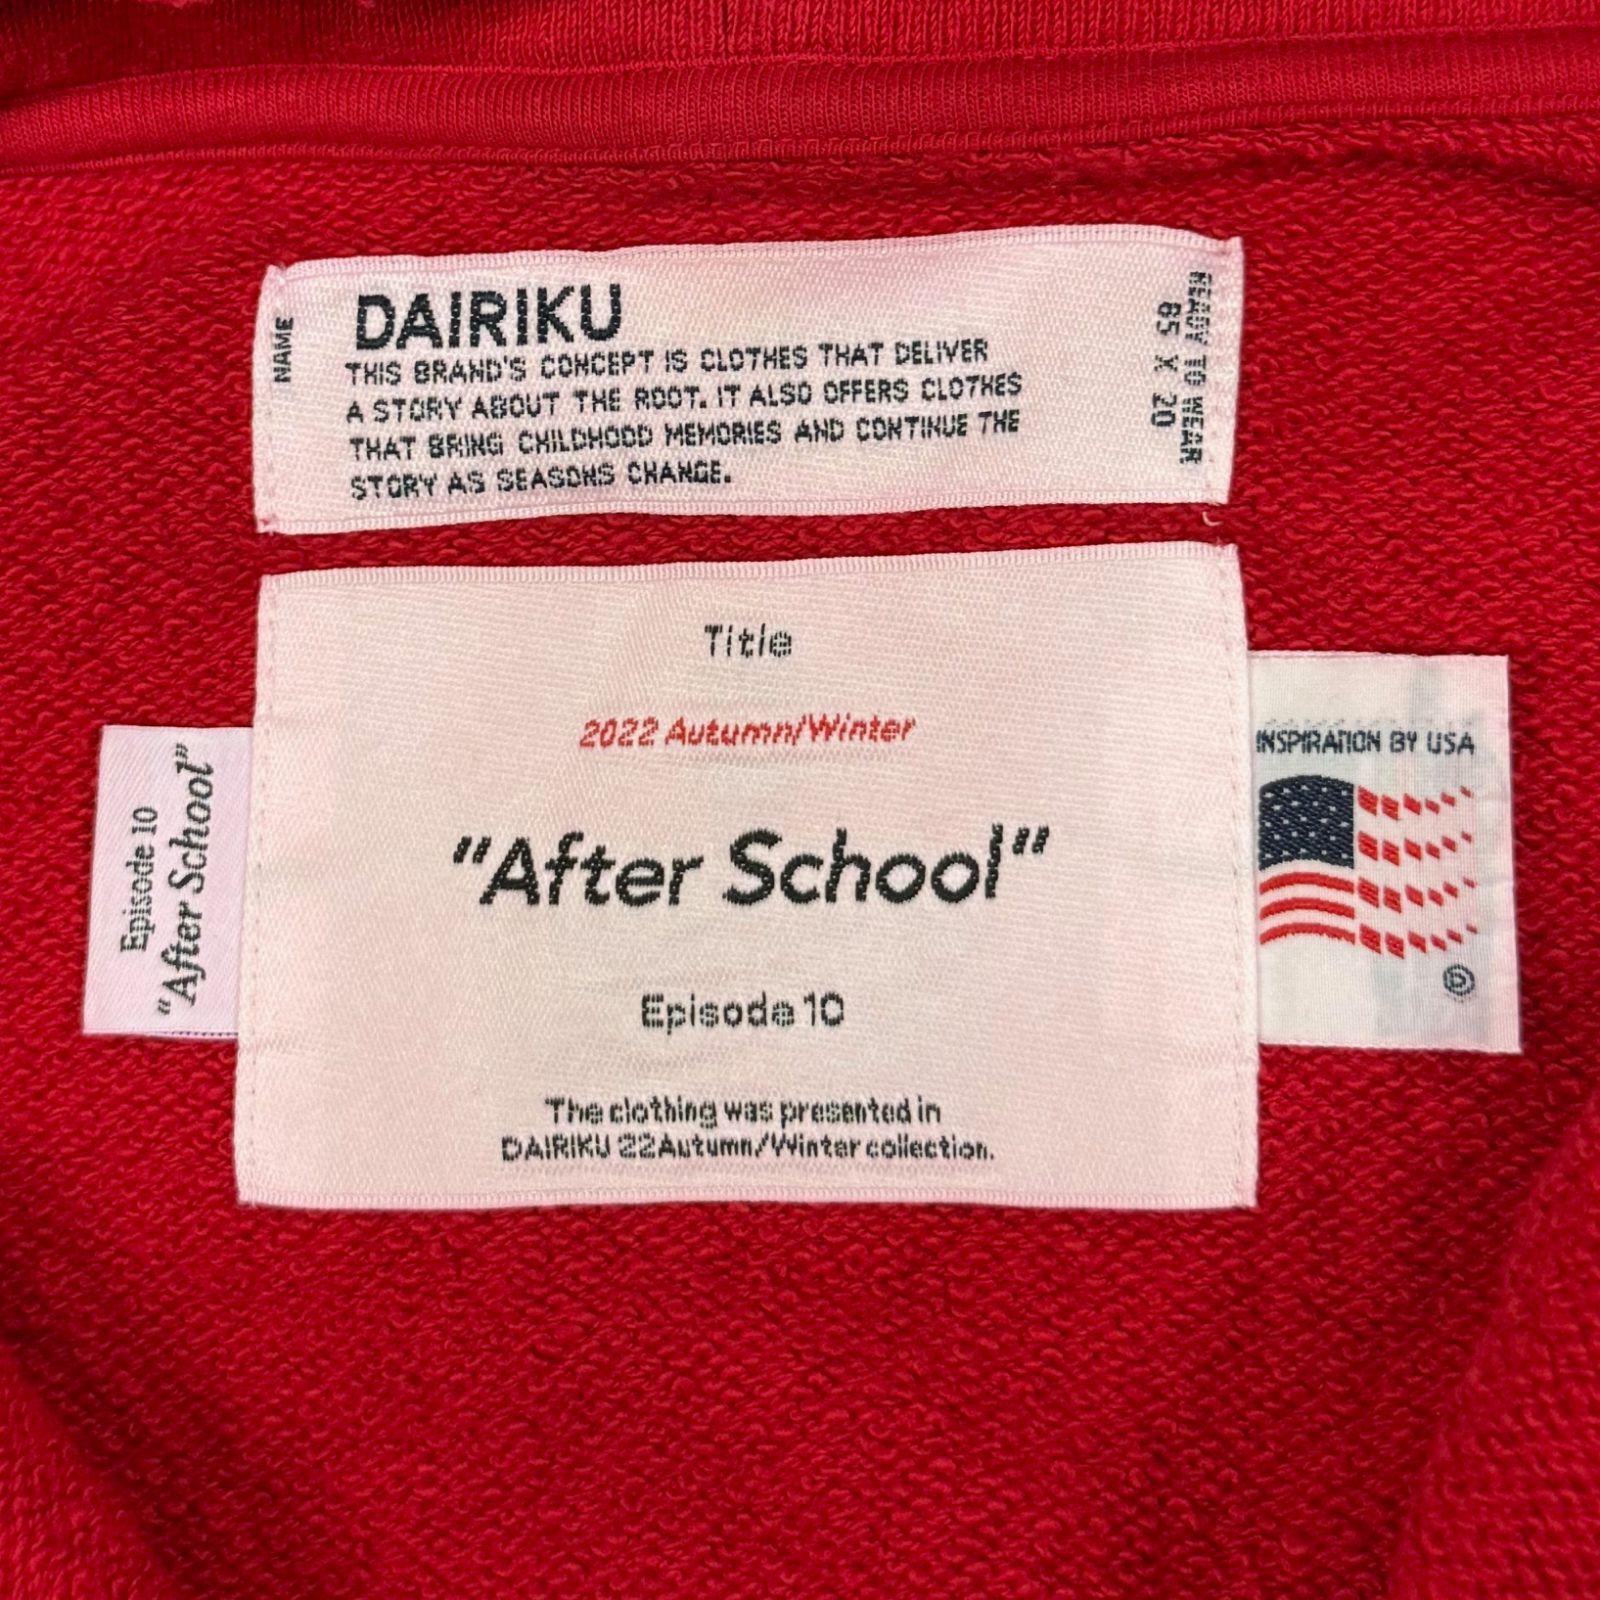 NAME
DAIRIKU
THIS BRAND'S CONCEPT IS CLOTHES THAT DELIVER
A STORY ABOUT THE ROOT. IT ALSO OFFERS CLOTHES
THAT BRING CHILDHOOD MEMORIES AND CONTINUE THE
STORY AS SEASONS CHANGE.
READY TO WEAR
85 X 20
Title
2022 Autumn/Winter
"After School"
Episode 10
The clothing was presented in
DAIRIKU 22Autumn/Winter collection.
Episode 10
"After School"
INSPIRATION BY USA